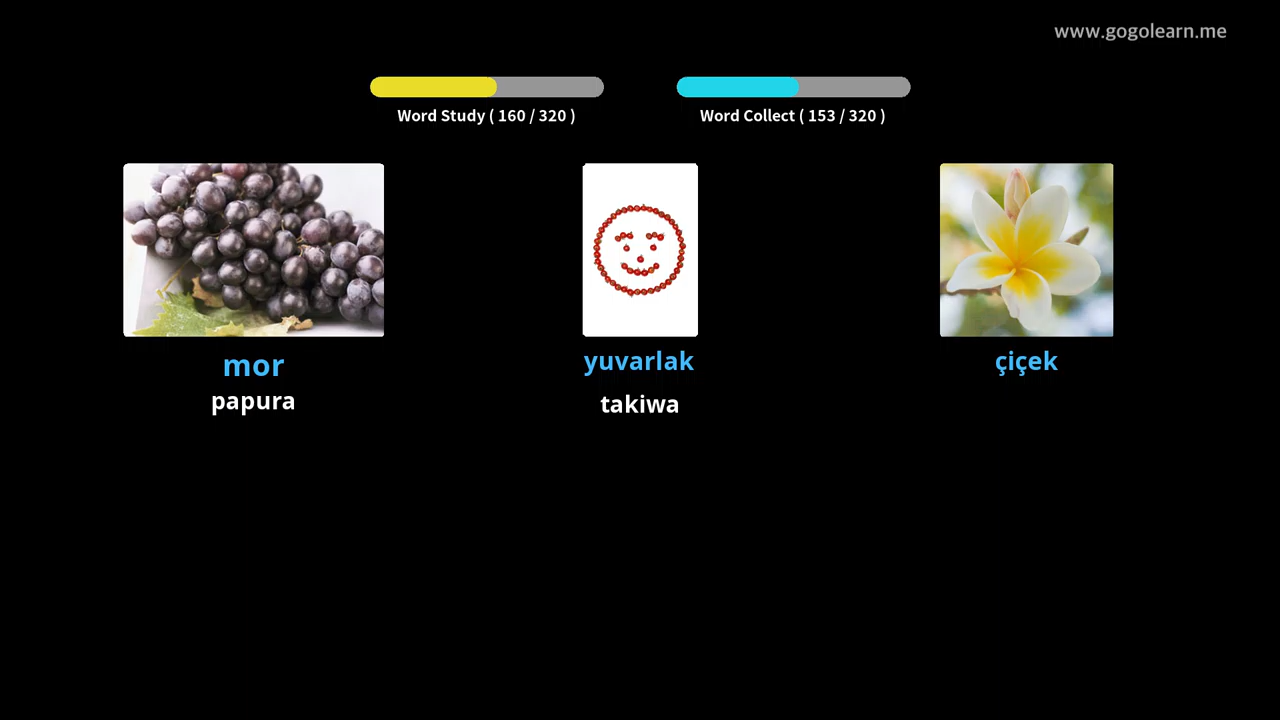 www.gogolearn.me
Word Study ( 160 / 320 )
Word Collect ( 153 / 320 )
mor
papura
yuvarlak
takiwa
çiçek